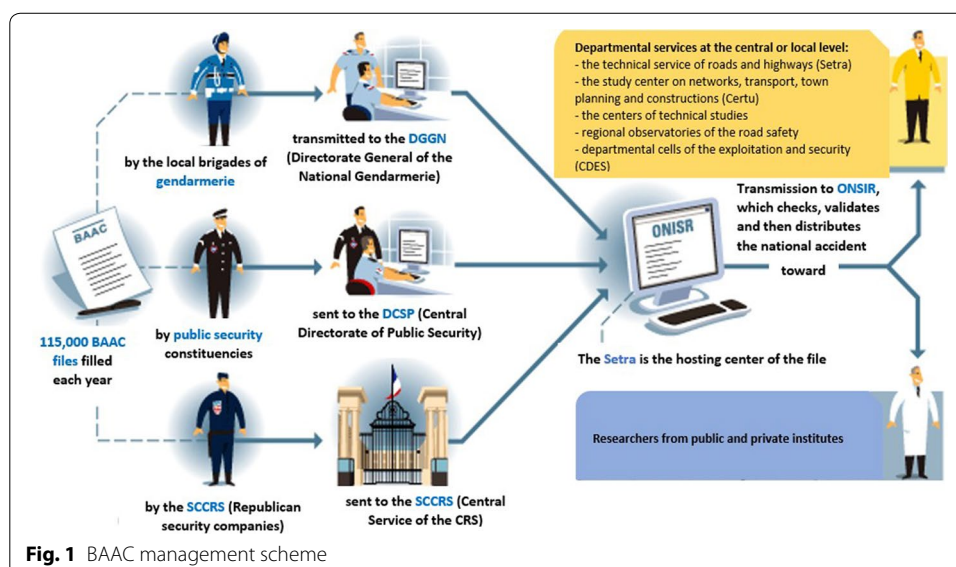 BAAC
115,000 BAAC
files filled
each year
by the local brigades of
gendarmerie
transmitted to the DGGN
(Directorate General of the
National Gendarmerie)
by public security
constituencies
sent to the DCSP (Central
Directorate of Public Security)
by the SCCRS (Republican
security companies)
sent to the SCCRS (Central
Service of the CRS)
ONISR
The Setra is the hosting center of the file
Transmission to ONSIR,
which checks, validates
and then distributes
the national accident
toward
Departmental services at the central or local level:
- the technical service of roads and highways (Setra)
- the study center on networks, transport, town
planning and constructions (Certu)
- the centers of technical studies
- regional observatories of the road safety
- departmental cells of the exploitation and security
(CDES)
Researchers from public and private institutes
Fig. 1 BAAC management scheme